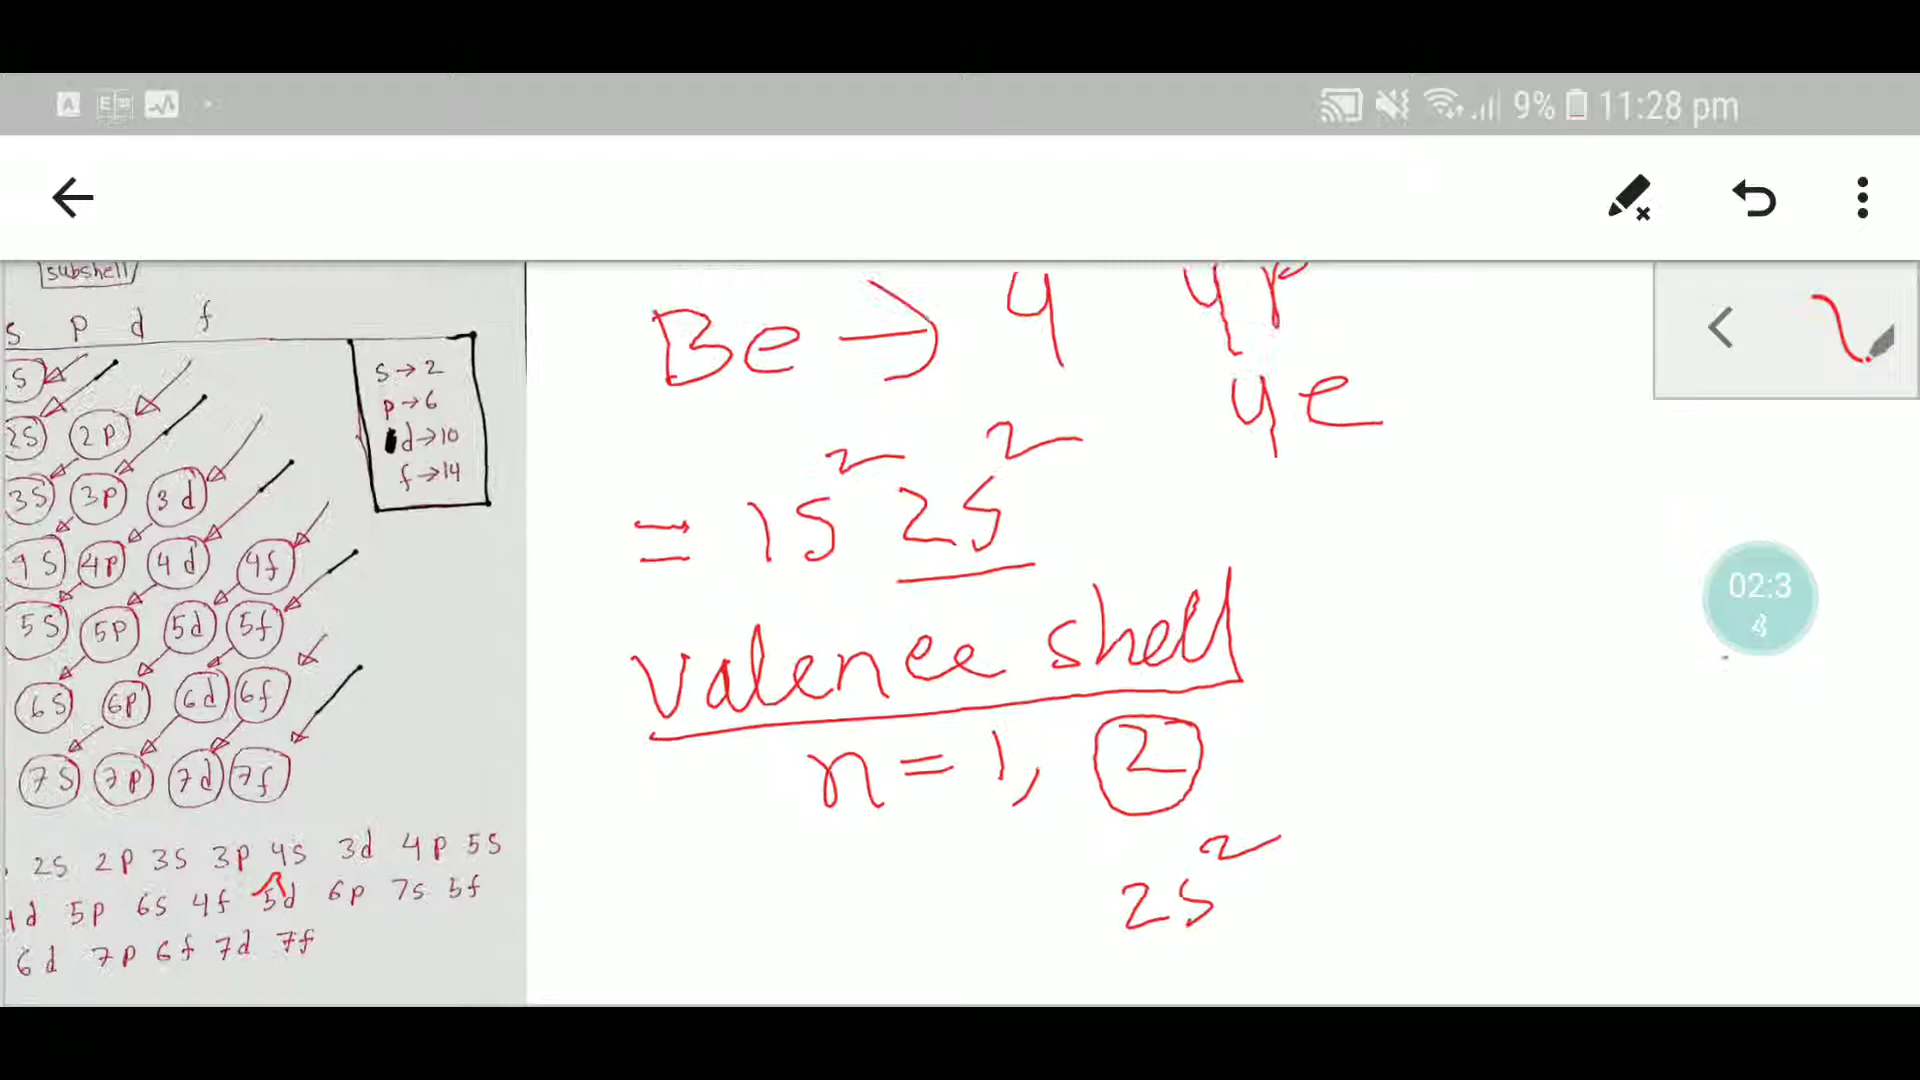 9% 11:28 pm
subshell
s p d f
S
2S 2p
3S 3p 3d
4S 4p 4d 4f
5S 5p 5d 5f
6S 6p 6d 6f
7S 7p 7d 7f
S→2
p→6
d→10
f→14
2S 2p 3S 3p 4S 3d 4p 5S
4d 5p 6S 4f 5d 6p 7s 5f
6d 7p 6f 7d 7f
Be → 4 4p
4e
= 1S² 2S²
valence shell
n = 1, 2
2S²
02:3